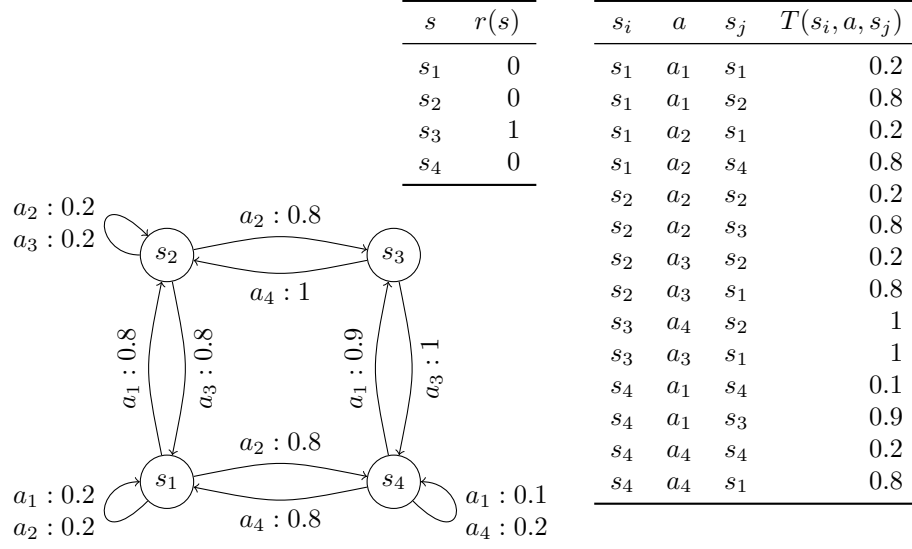 s r(s)
s₁ 0
s₂ 0
s₃ 1
s₄ 0
sᵢ a sⱼ T(sᵢ, a, sⱼ)
s₁ a₁ s₁ 0.2
s₁ a₁ s₂ 0.8
s₁ a₂ s₁ 0.2
s₁ a₂ s₄ 0.8
s₂ a₂ s₂ 0.2
s₂ a₂ s₃ 0.8
s₂ a₃ s₂ 0.2
s₂ a₃ s₁ 0.8
s₃ a₄ s₂ 1
s₃ a₃ s₁ 1
s₄ a₁ s₄ 0.1
s₄ a₁ s₃ 0.9
s₄ a₄ s₄ 0.2
s₄ a₄ s₁ 0.8
a₂ : 0.2
a₃ : 0.2
s₂
a₂ : 0.8
a₄ : 1
s₃
a₁ : 0.8
a₃ : 0.8
a₁ : 0.9
a₃ : 1
a₁ : 0.2
a₂ : 0.2
s₁
a₂ : 0.8
a₄ : 0.8
s₄
a₁ : 0.1
a₄ : 0.2